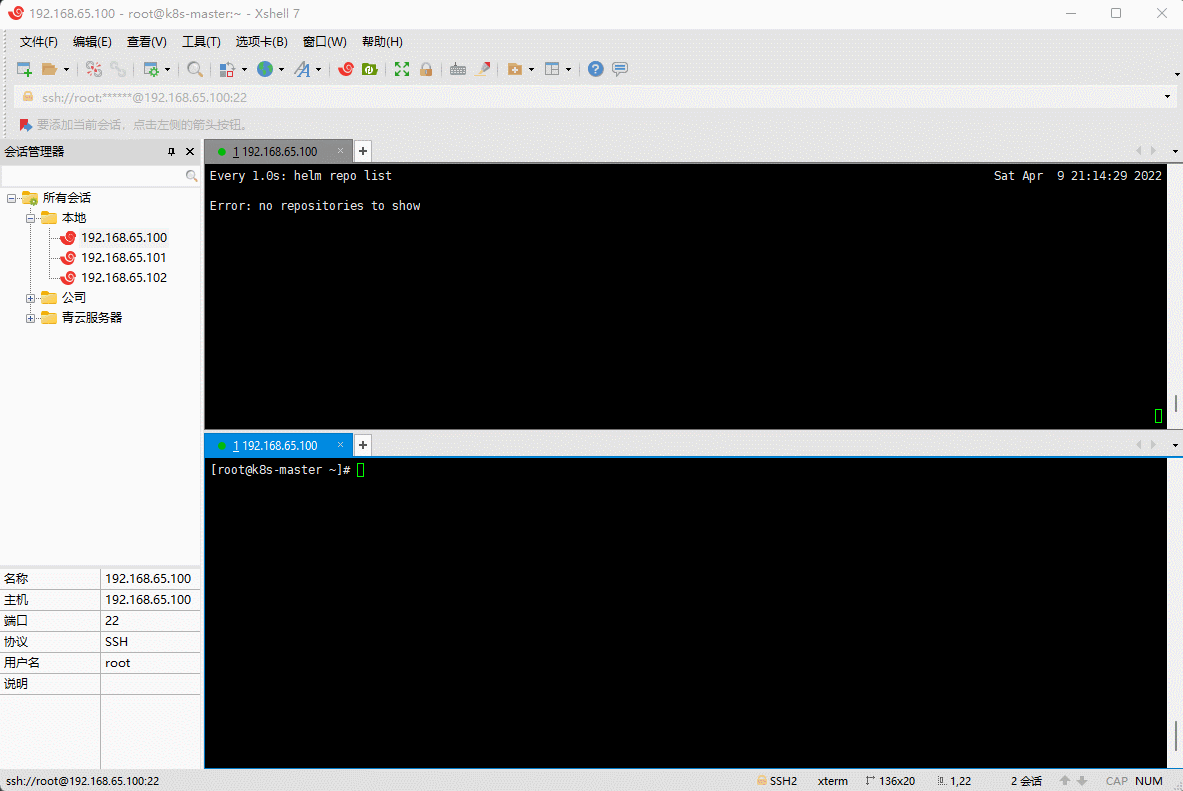 192.168.65.100 - root@k8s-master:~ - Xshell 7
文件(F) 编辑(E) 查看(V) 工具(T) 选项卡(B) 窗口(W) 帮助(H)
ssh://root:******@192.168.65.100:22
要添加当前会话，点击左侧的箭头按钮。
会话管理器
1 192.168.65.100
所有会话
本地
192.168.65.100
192.168.65.101
192.168.65.102
公司
青云服务器
Every 1.0s: helm repo list Sat Apr 9 21:14:29 2022
Error: no repositories to show
1 192.168.65.100
[root@k8s-master ~]#
名称 192.168.65.100
主机 192.168.65.100
端口 22
协议 SSH
用户名 root
说明
ssh://root@192.168.65.100:22 SSH2 xterm 136x20 1,22 2 会话 CAP NUM